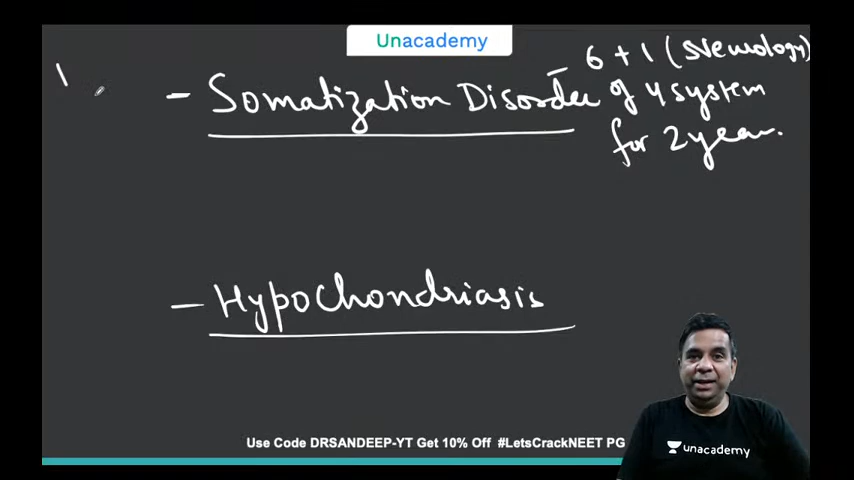 Unacademy
1
- Somatization Disorder - 6 + 1 (
of 4 system
for 2 year.
- Hypochondriasis
Use Code DRSANDEEP-YT Get 10% Off #LetsCrackNEET PG
unacademy